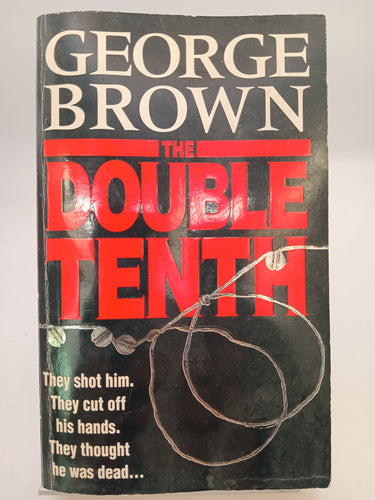 GEORGE
BROWN
THE
DOUBLE
TENTH
They shot him.
They cut off
his hands.
They thought
he was dead...